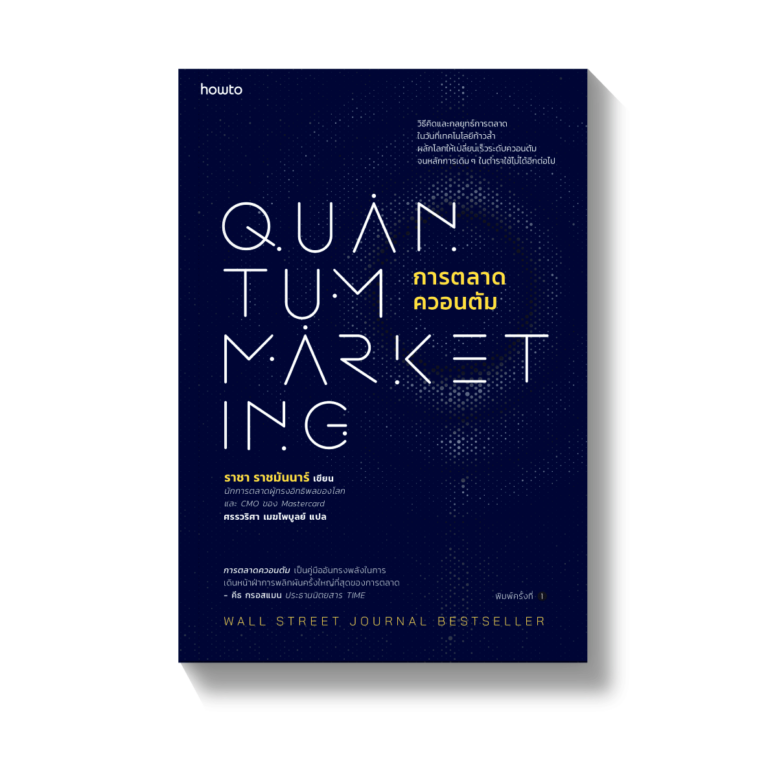 howto
วิธีคิดและกลยุทธ์การตลาด
ในวันที่เทคโนโลยีก้าวล้ำ
ผลักโลกให้เปลี่ยนเร็วระดับควอนตัม
จนหลักการเดิม ๆ ในตำราใช้ไม่ได้อีกต่อไป
QUAN
TUM
การตลาด
ควอนตัม
MARKET
ING
ราชา ราชมันนาร์ เขียน
นักการตลาดผู้ทรงอิทธิพลของโลก
และ CMO ของ Mastercard
ศรรวริศา เมฆไพบูลย์ แปล
การตลาดควอนตัม เป็นคู่มืออันทรงพลังในการ
เดินหน้าฝ่าการพลิกผันครั้งใหญ่ที่สุดของการตลาด
– คีธ กรอสแมน ประธานนิตยสาร TIME
พิมพ์ครั้งที่ 1
WALL STREET JOURNAL BESTSELLER